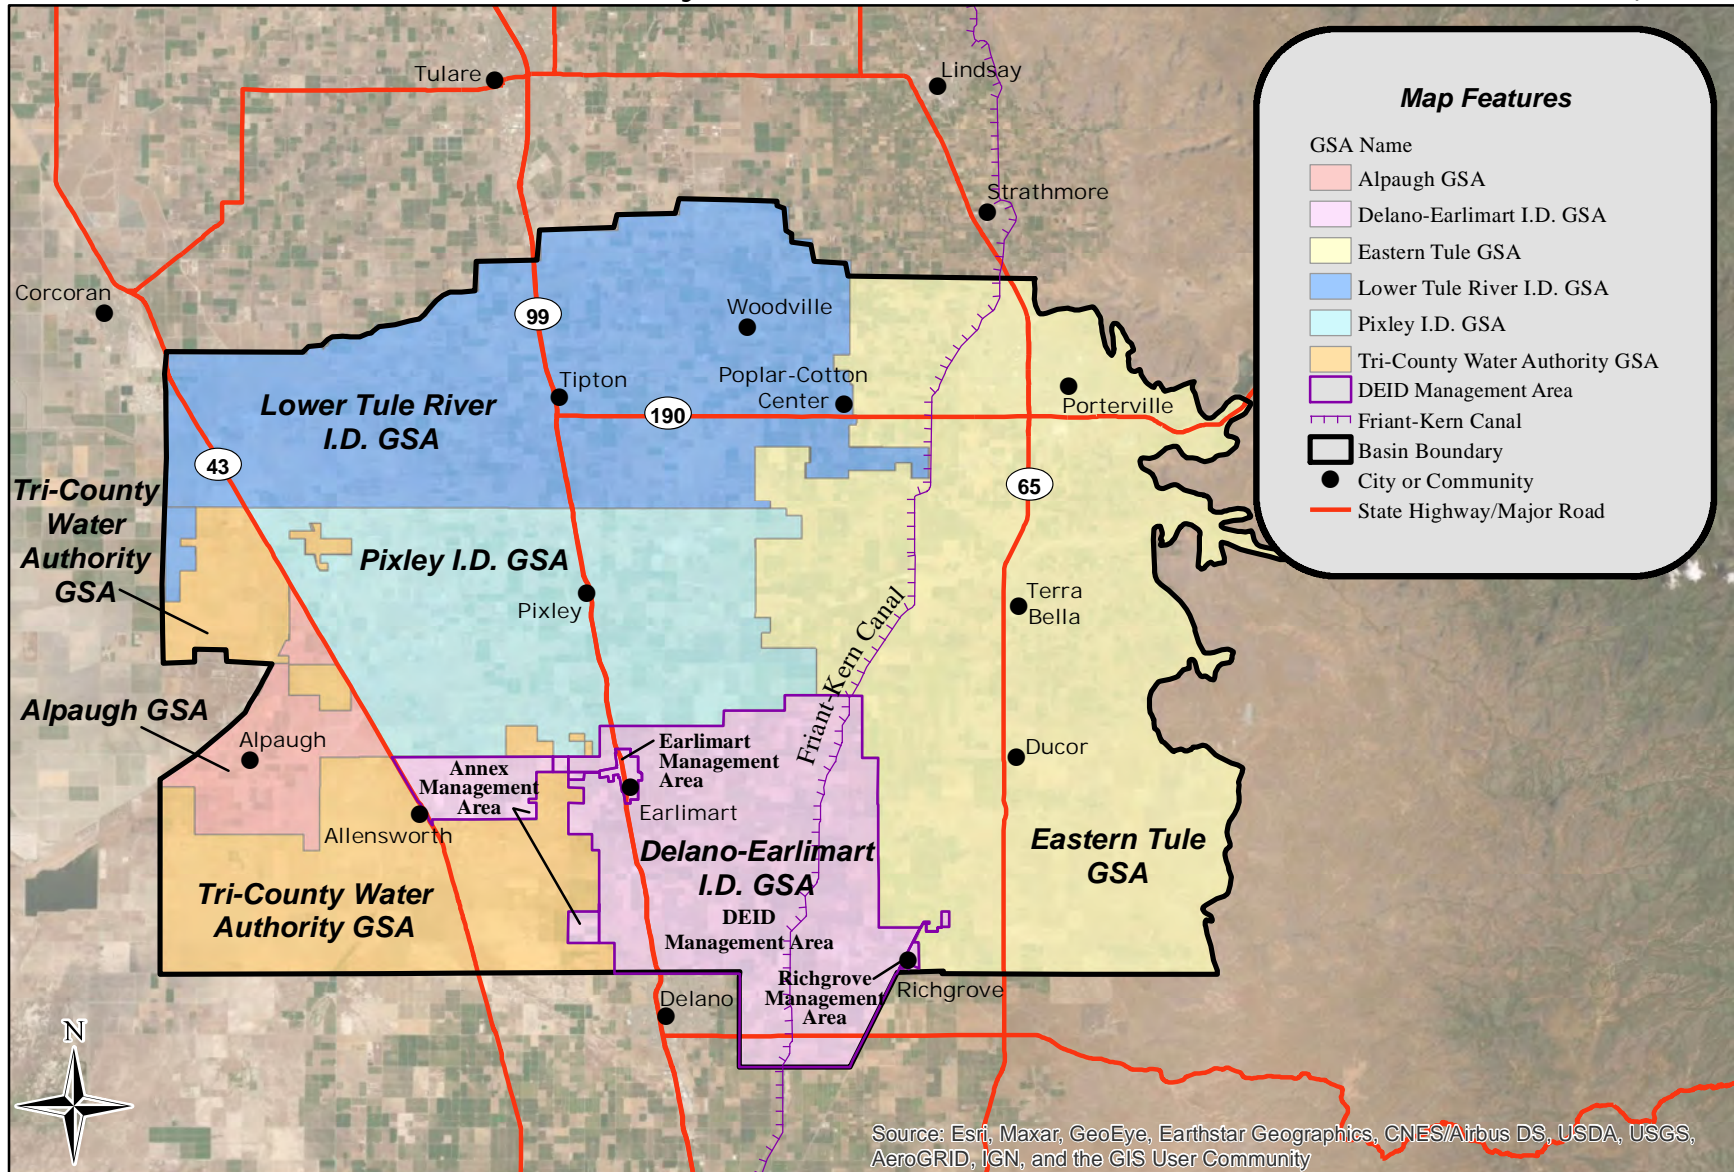 Tulare
Lindsay
Strathmore
Corcoran
99
Woodville
Tipton
Poplar-Cotton
Center
190
Porterville
Lower Tule River
I.D. GSA
43
65
Tri-County
Water
Authority
GSA
Pixley I.D. GSA
Pixley
Terra
Bella
Friant-Kern Canal
Alpaugh GSA
Alpaugh
Ducor
Earlimart
Management
Area
Annex
Management
Area
Earlimart
Allensworth
Delano-Earlimart
I.D. GSA
Eastern Tule
GSA
Tri-County Water
Authority GSA
DEID
Management Area
Richgrove
Management
Area
Richgrove
Delano
N
Map Features
GSA Name
Alpaugh GSA
Delano-Earlimart I.D. GSA
Eastern Tule GSA
Lower Tule River I.D. GSA
Pixley I.D. GSA
Tri-County Water Authority GSA
DEID Management Area
Friant-Kern Canal
Basin Boundary
City or Community
State Highway/Major Road
Source: Esri, Maxar, GeoEye, Earthstar Geographics, CNES/Airbus DS, USDA, USGS,
AeroGRID, IGN, and the GIS User Community